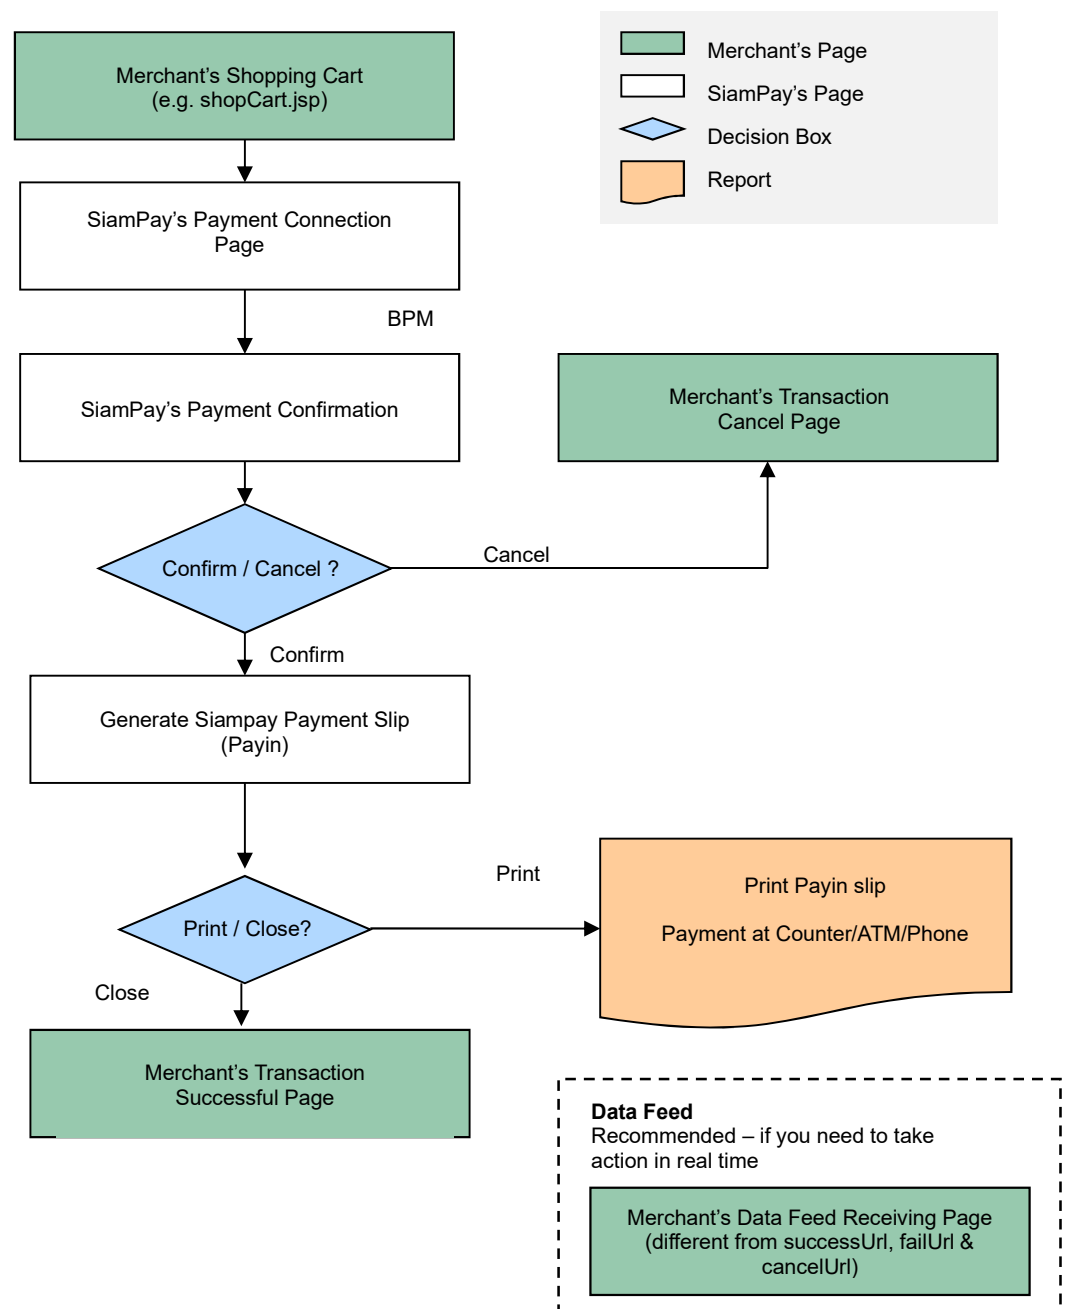 Merchant's Shopping Cart
(e.g. shopCart.jsp)
Merchant's Page
SiamPay's Page
Decision Box
Report
SiamPay's Payment Connection
Page
BPM
SiamPay's Payment Confirmation
Merchant's Transaction
Cancel Page
Confirm / Cancel ?
Cancel
Confirm
Generate Siampay Payment Slip
(Payin)
Print / Close?
Print
Print Payin slip
Payment at Counter/ATM/Phone
Close
Merchant's Transaction
Successful Page
Data Feed
Recommended – if you need to take
action in real time
Merchant's Data Feed Receiving Page
(different from successUrl, failUrl &
cancelUrl)